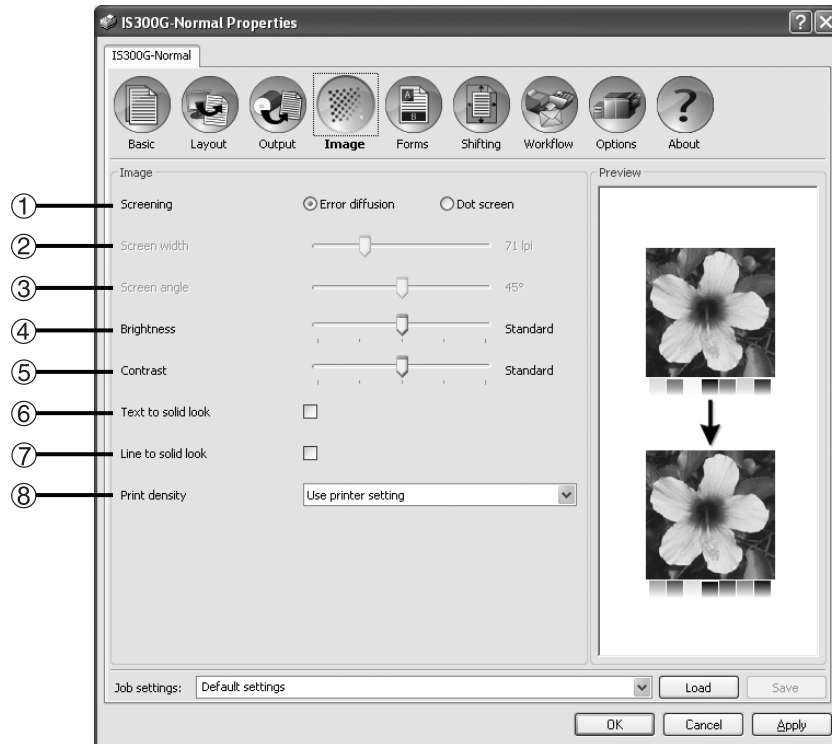 IS300G-Normal Properties
IS300G-Normal
Basic Layout Output Image Forms Shifting Workflow Options About
A
B
?
Image
Preview
① Screening Error diffusion Dot screen
② Screen width 71 lpi
③ Screen angle 45°
④ Brightness Standard
⑤ Contrast Standard
⑥ Text to solid look
⑦ Line to solid look
⑧ Print density Use printer setting
Job settings: Default settings Load Save
OK Cancel Apply